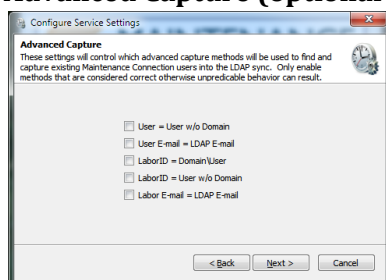 Advanced Capture (Optional
Configure Service Settings
Advanced Capture
These settings will control which advanced capture methods will be used to find and
capture existing Maintenance Connection users into the LDAP sync. Only enable
methods that are considered correct otherwise unpredicable behavior can result.
User = User w/o Domain
User E-mail = LDAP E-mail
LaborID = Domain\User
LaborID = User w/o Domain
Labor E-mail = LDAP E-mail
< Back
Next >
Cancel